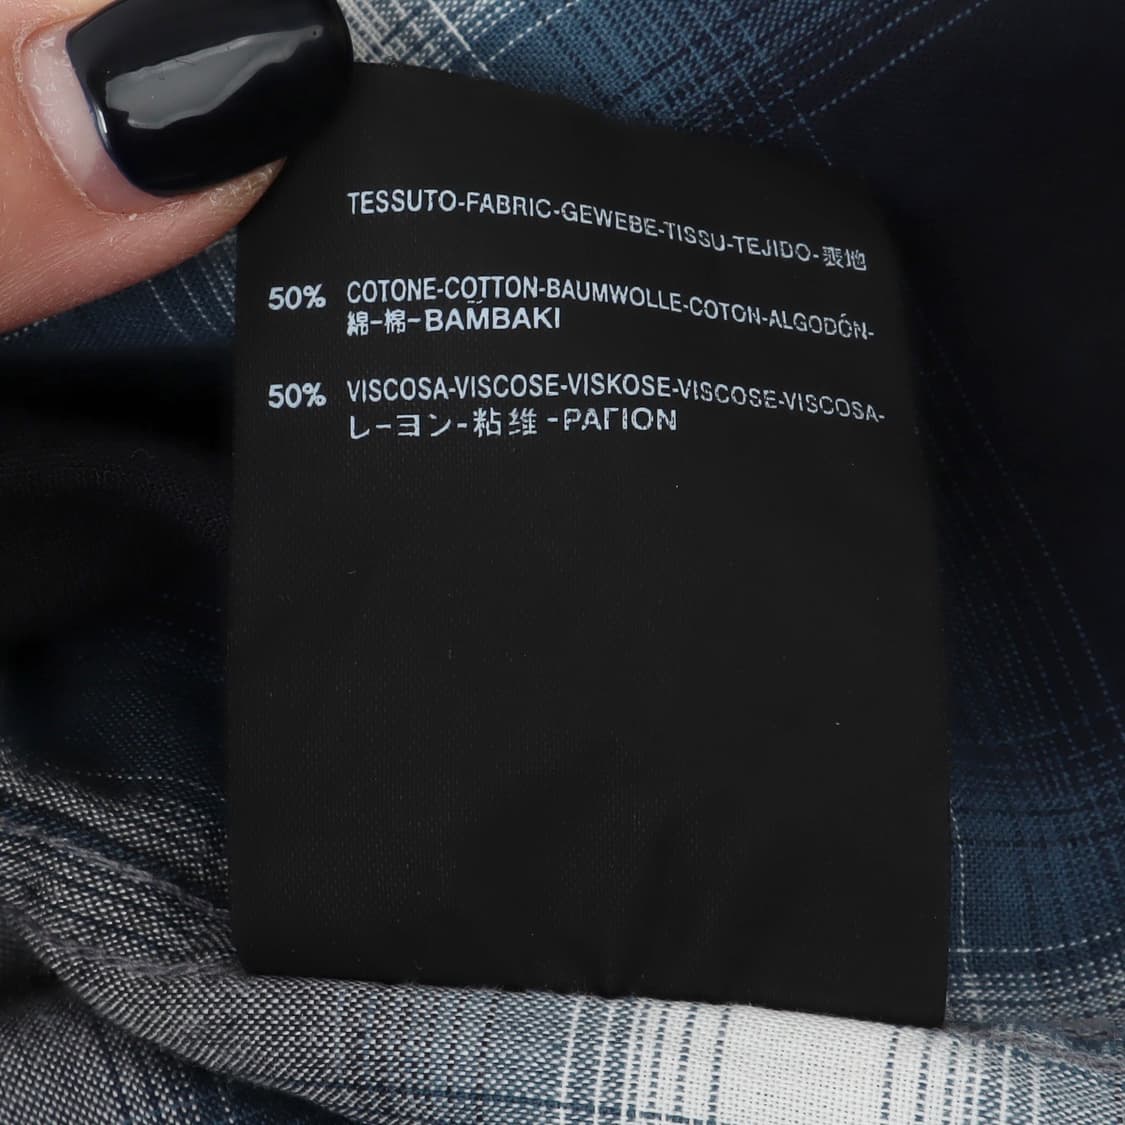 TESSUTO-FABRIC-GEWEBE-TISSU-TEJIDO-表地
50% COTONE-COTTON-BAUMWOLLE-COTON-ALGODÓN-
綿-棉-BAMBAKI
50% VISCOSA-VISCOSE-VISKOSE-VISCOSE-VISCOSA-
レーヨン-粘维-ΡΑΓΙΟΝ